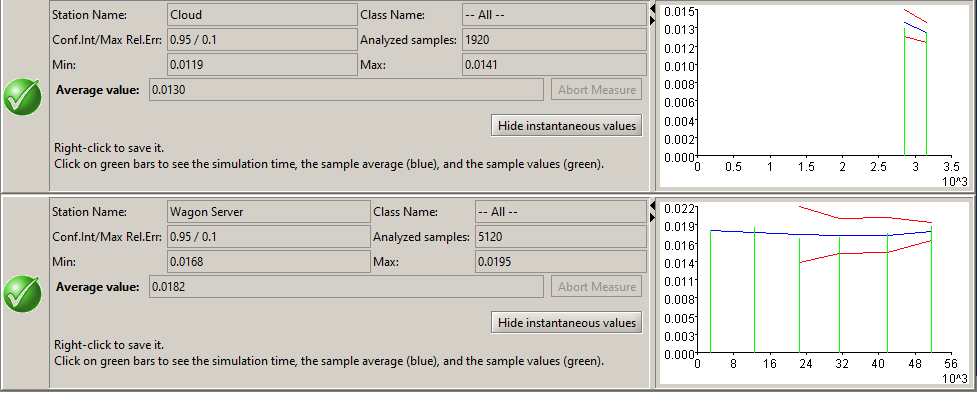 Station Name: Cloud Class Name: -- All --
Conf.Int/Max Rel.Err: 0.95 / 0.1 Analyzed samples: 1920
Min: 0.0119 Max: 0.0141
Average value: 0.0130 Abort Measure
Hide instantaneous values
Right-click to save it.
Click on green bars to see the simulation time, the sample average (blue), and the sample values (green).
0.015
0.013
0.012
0.010
0.009
0.008
0.006
0.004
0.002
0.000
0 0.5 1 1.5 2 2.5 3 3.5
10^3
Station Name: Wagon Server Class Name: -- All --
Conf.Int/Max Rel.Err: 0.95 / 0.1 Analyzed samples: 5120
Min: 0.0168 Max: 0.0195
Average value: 0.0182 Abort Measure
Hide instantaneous values
Right-click to save it.
Click on green bars to see the simulation time, the sample average (blue), and the sample values (green).
0.022
0.019
0.016
0.014
0.011
0.008
0.005
0.003
0.000
0 8 16 24 32 40 48 56
10^3